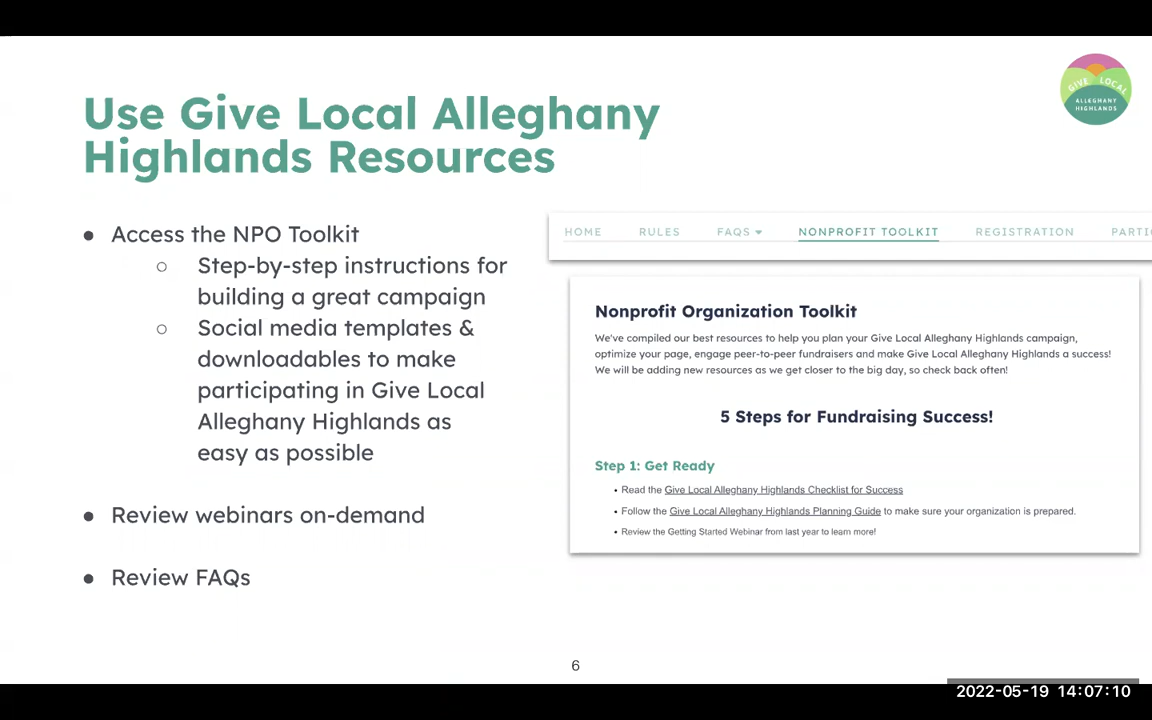 Use Give Local Alleghany
Highlands Resources
GIVE LOCAL
ALLEGHANY
HIGHLANDS
● Access the NPO Toolkit
○ Step-by-step instructions for
building a great campaign
○ Social media templates &
downloadables to make
participating in Give Local
Alleghany Highlands as
easy as possible
● Review webinars on-demand
● Review FAQs
HOME RULES FAQS NONPROFIT TOOLKIT REGISTRATION PARTIC
Nonprofit Organization Toolkit
We've compiled our best resources to help you plan your Give Local Alleghany Highlands campaign,
optimize your page, engage peer-to-peer fundraisers and make Give Local Alleghany Highlands a success!
We will be adding new resources as we get closer to the big day, so check back often!
5 Steps for Fundraising Success!
Step 1: Get Ready
• Read the Give Local Alleghany Highlands Checklist for Success
• Follow the Give Local Alleghany Highlands Planning Guide to make sure your organization is prepared.
• Review the Getting Started Webinar from last year to learn more!
6
2022-05-19 14:07:10